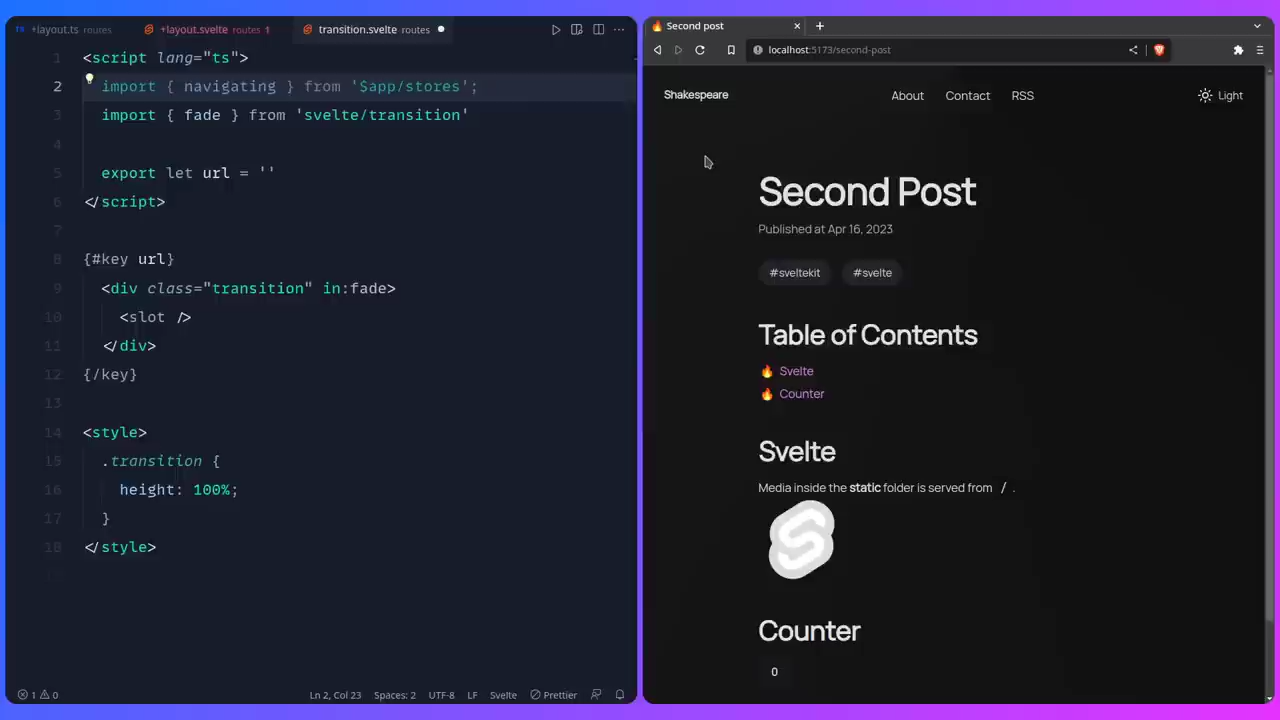 +layout.ts routes
+layout.svelte routes 1
transition.svelte routes
1 <script lang="ts">
2 import { navigating } from '$app/stores';
3 import { fade } from 'svelte/transition'
4
5 export let url = ''
6 </script>
7
8 {#key url}
9 <div class="transition" in:fade>
10 <slot />
11 </div>
12 {/key}
13
14 <style>
15 .transition {
16 height: 100%;
17 }
18 </style>
1 0
Ln 2, Col 23 Spaces: 2 UTF-8 LF Svelte Prettier
Second post
localhost:5173/second-post
Shakespeare About Contact RSS Light
Second Post
Published at Apr 16, 2023
#sveltekit #svelte
Table of Contents
🔥 Svelte
🔥 Counter
Svelte
Media inside the static folder is served from / .
Counter
0